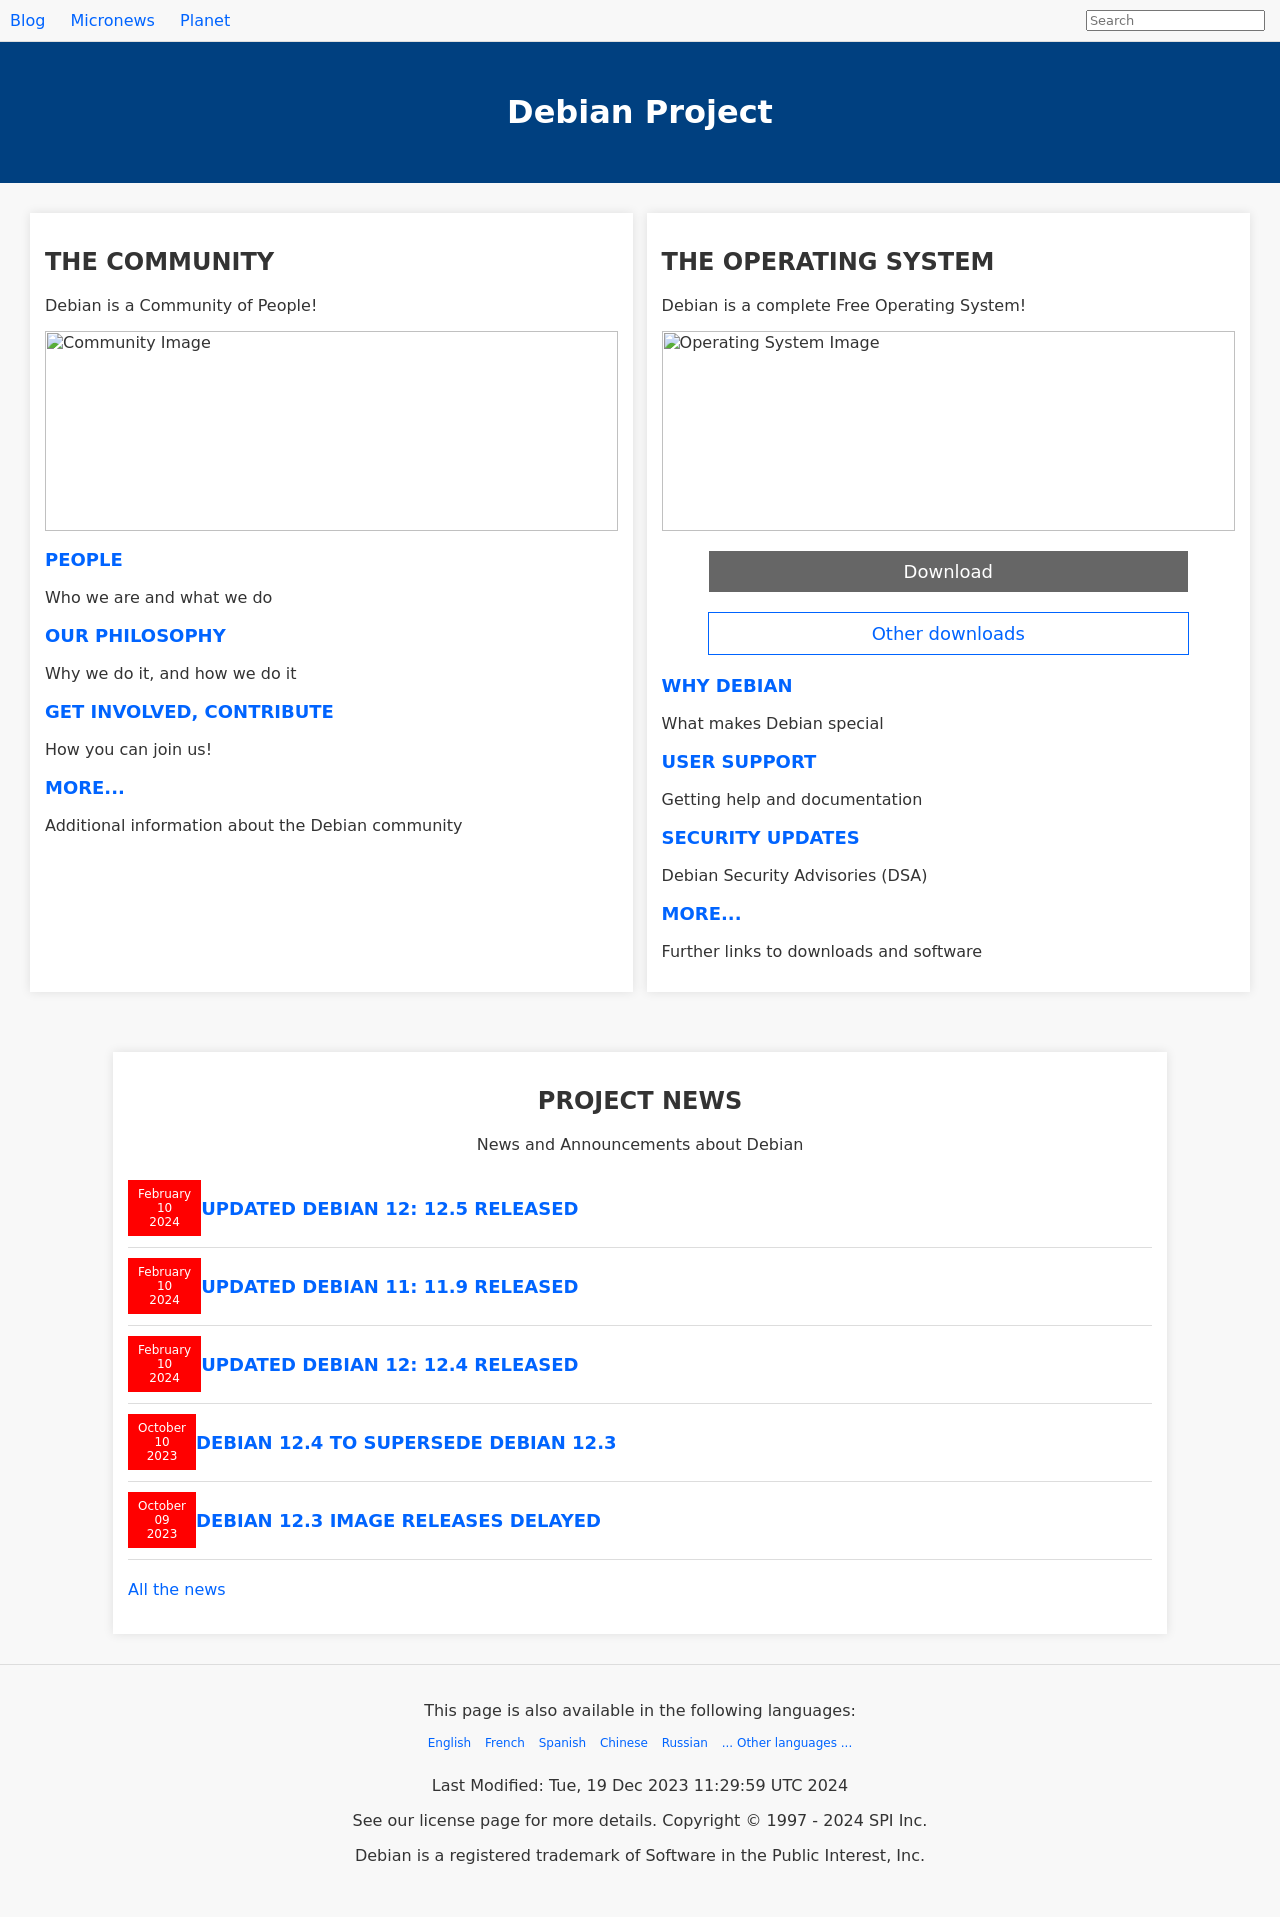 Blog Micronews Planet Search
Debian Project
THE COMMUNITY
Debian is a Community of People!
Community Image
PEOPLE
Who we are and what we do
OUR PHILOSOPHY
Why we do it, and how we do it
GET INVOLVED, CONTRIBUTE
How you can join us!
MORE...
Additional information about the Debian community
THE OPERATING SYSTEM
Debian is a complete Free Operating System!
Operating System Image
Download
Other downloads
WHY DEBIAN
What makes Debian special
USER SUPPORT
Getting help and documentation
SECURITY UPDATES
Debian Security Advisories (DSA)
MORE...
Further links to downloads and software
PROJECT NEWS
News and Announcements about Debian
February
10
2024
UPDATED DEBIAN 12: 12.5 RELEASED
February
10
2024
UPDATED DEBIAN 11: 11.9 RELEASED
February
10
2024
UPDATED DEBIAN 12: 12.4 RELEASED
October
10
2023
DEBIAN 12.4 TO SUPERSEDE DEBIAN 12.3
October
09
2023
DEBIAN 12.3 IMAGE RELEASES DELAYED
All the news
This page is also available in the following languages:
English French Spanish Chinese Russian ... Other languages ...
Last Modified: Tue, 19 Dec 2023 11:29:59 UTC 2024
See our license page for more details. Copyright © 1997 - 2024 SPI Inc.
Debian is a registered trademark of Software in the Public Interest, Inc.